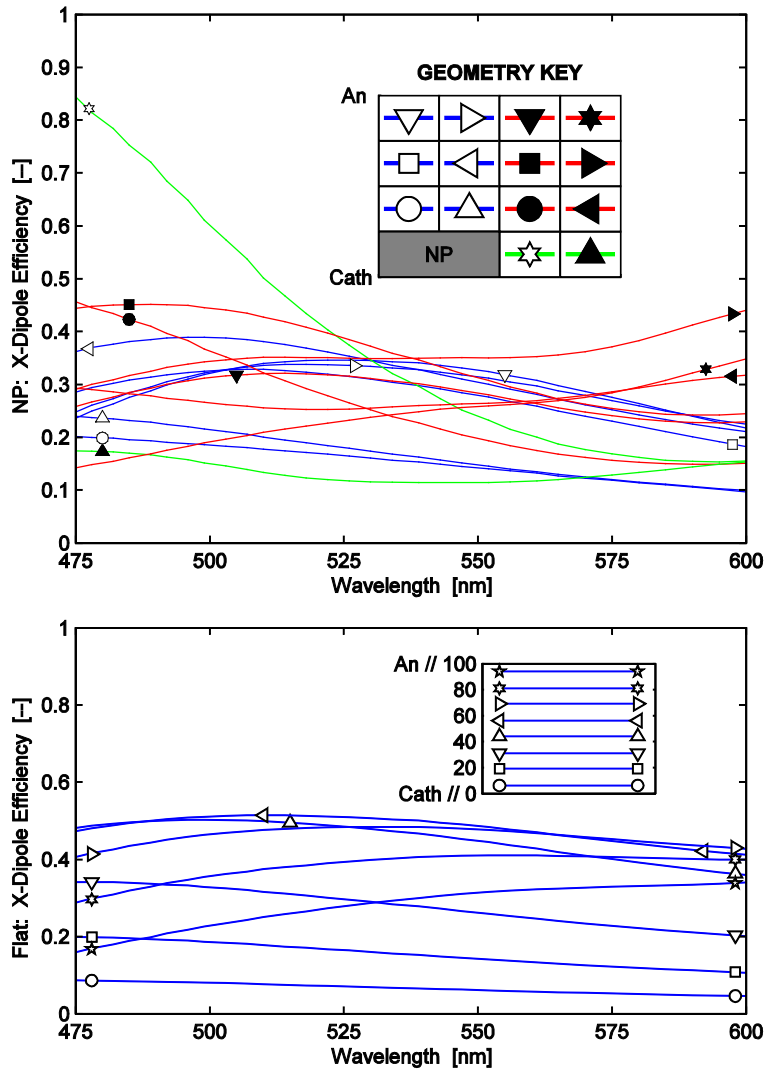 1
0.9
0.8
0.7
0.6
0.5
0.4
0.3
0.2
0.1
0
NP: X-Dipole Efficiency [---]
GEOMETRY KEY
An
NP
Cath
475 500 525 550 575 600
Wavelength [nm]
1
0.8
0.6
0.4
0.2
0
Flat: X-Dipole Efficiency [---]
An // 100
80
60
40
20
Cath // 0
475 500 525 550 575 600
Wavelength [nm]